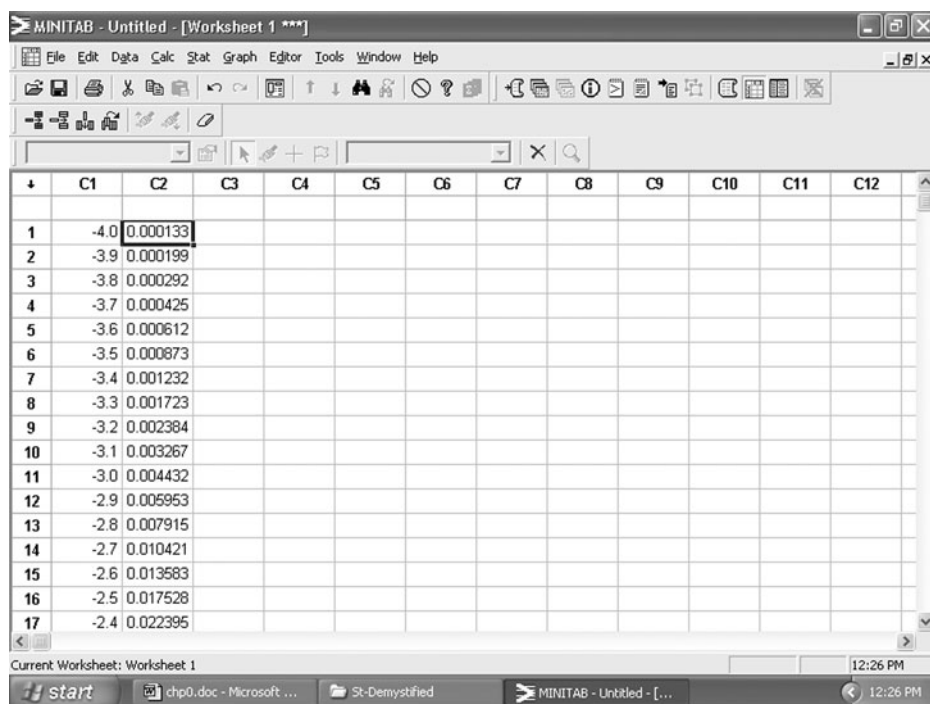 MINITAB - Untitled - [Worksheet 1 ***]
File Edit Data Calc Stat Graph Editor Tools Window Help
↓ C1 C2 C3 C4 C5 C6 C7 C8 C9 C10 C11 C12
1 -4.0 0.000133
2 -3.9 0.000199
3 -3.8 0.000292
4 -3.7 0.000425
5 -3.6 0.000612
6 -3.5 0.000873
7 -3.4 0.001232
8 -3.3 0.001723
9 -3.2 0.002384
10 -3.1 0.003267
11 -3.0 0.004432
12 -2.9 0.005953
13 -2.8 0.007915
14 -2.7 0.010421
15 -2.6 0.013583
16 -2.5 0.017528
17 -2.4 0.022395
Current Worksheet: Worksheet 1 12:26 PM
start chp0.doc - Microsoft ... St-Demystified MINITAB - Untitled - [... 12:26 PM